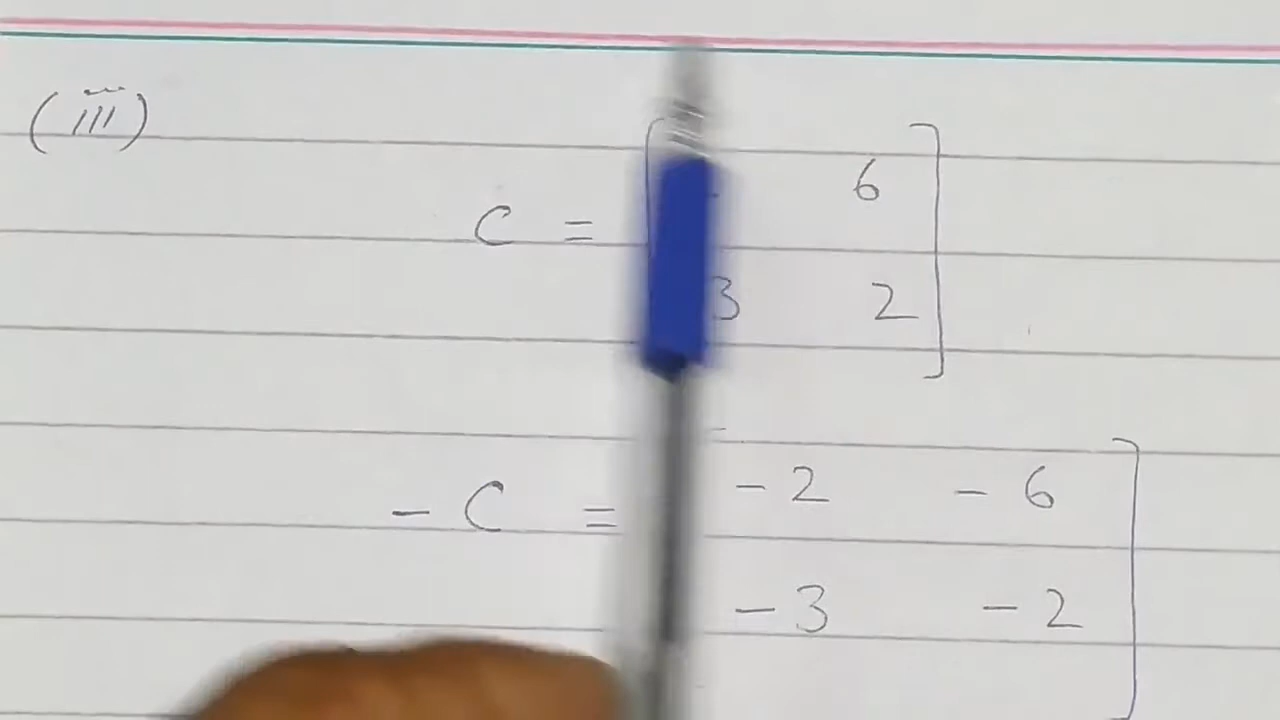 (iii)
C = [ 6 ]
3 2
- C = - 2 - 6 ]
- 3 - 2